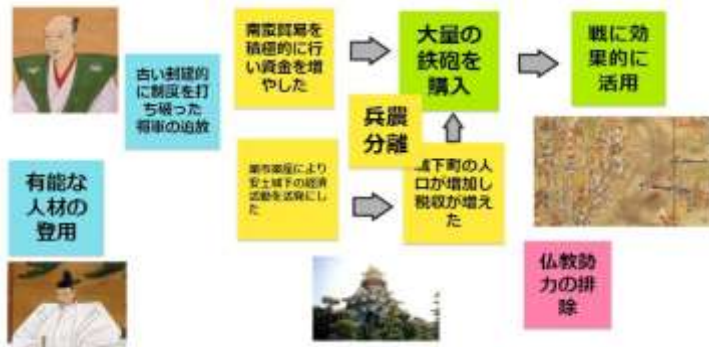 古い封建的
に制度を打
ち破った
将軍の追放
有能な
人材の
登用
南蛮貿易を
積極的に行
い資金を増
やした
楽市楽座により
安土城下の経済
活動を活発にし
た
兵農
分離
大量の
鉄砲を
購入
城下町の人
口が増加し
税収が増え
た
戦に効
果的に
活用
仏教勢
力の排
除